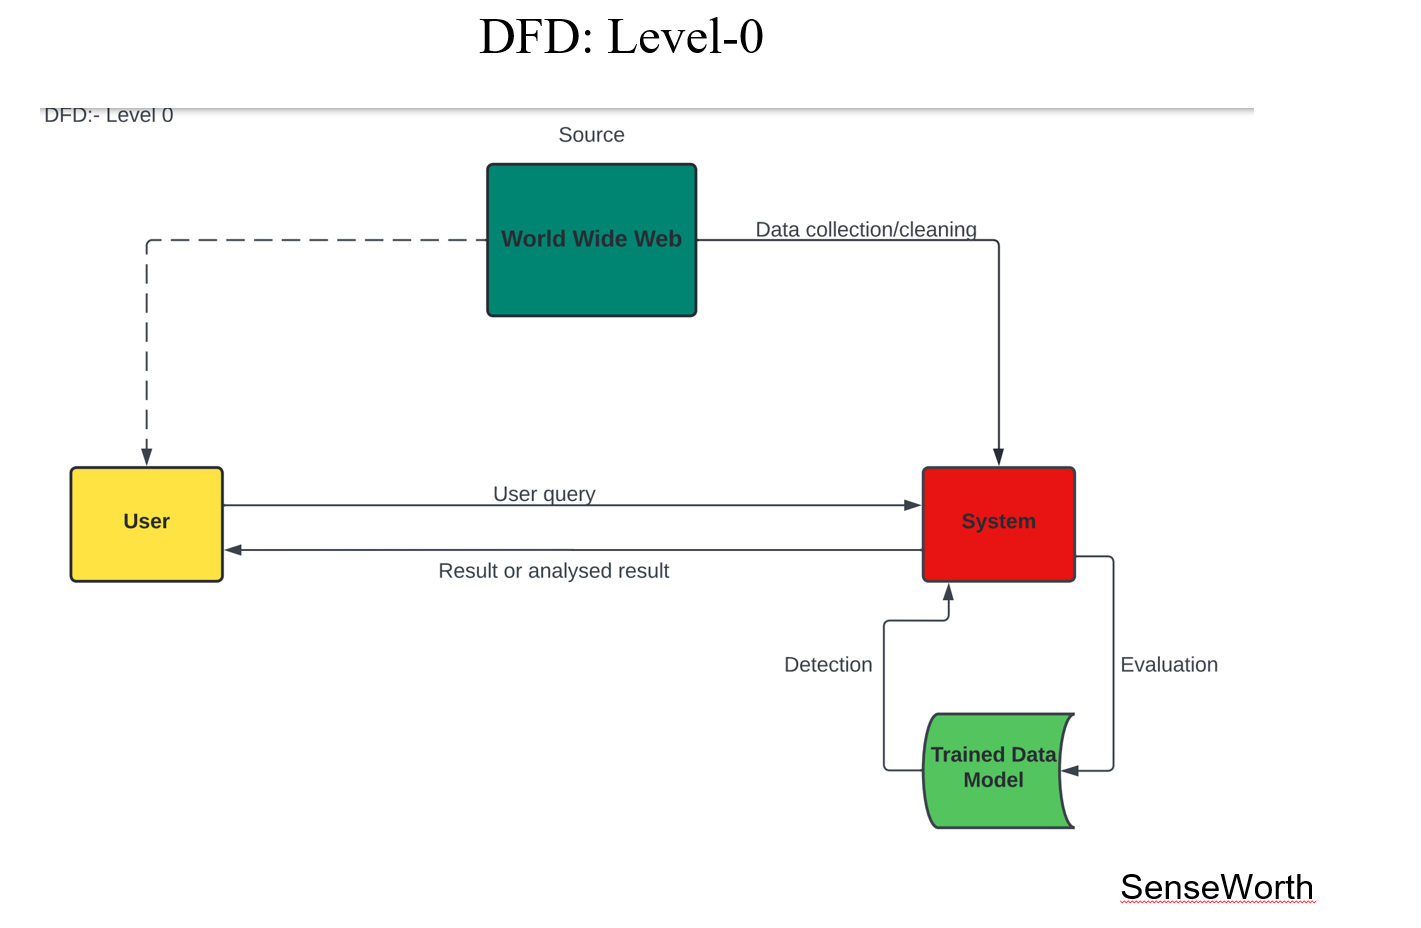 DFD: Level-0
DFD:- Level 0
Source
World Wide Web
Data collection/cleaning
User
User query
System
Result or analysed result
Detection
Evaluation
Trained Data
Model
SenseWorth